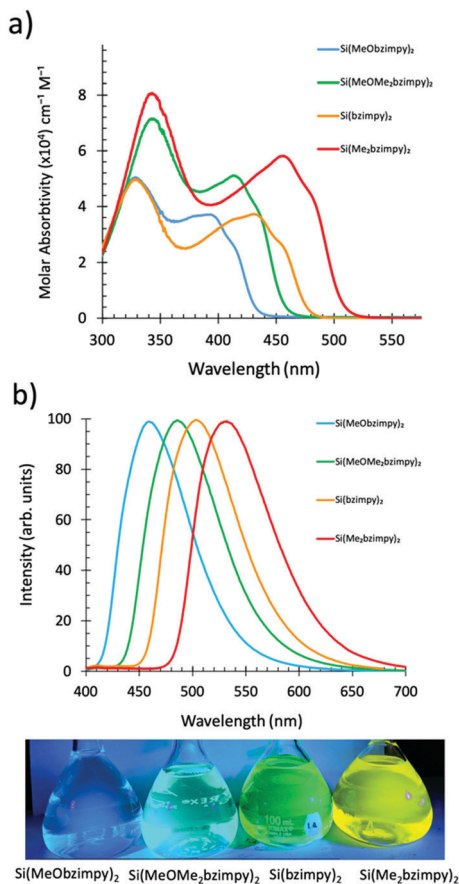 a)
Si(MeObzimpy)₂
Si(MeOMe₂bzimpy)₂
Si(bzimpy)₂
Si(Me₂bzimpy)₂
Molar Absorbtivity (x10⁴) cm⁻¹ M⁻¹
8
6
4
2
0
300 350 400 450 500 550
Wavelength (nm)
b)
Si(MeObzimpy)₂
Si(MeOMe₂bzimpy)₂
Si(bzimpy)₂
Si(Me₂bzimpy)₂
Intensity (arb. units)
100
80
60
40
20
0
400 450 500 550 600 650 700
Wavelength (nm)
100 mL
Si(MeObzimpy)₂ Si(MeOMe₂bzimpy)₂ Si(bzimpy)₂ Si(Me₂bzimpy)₂